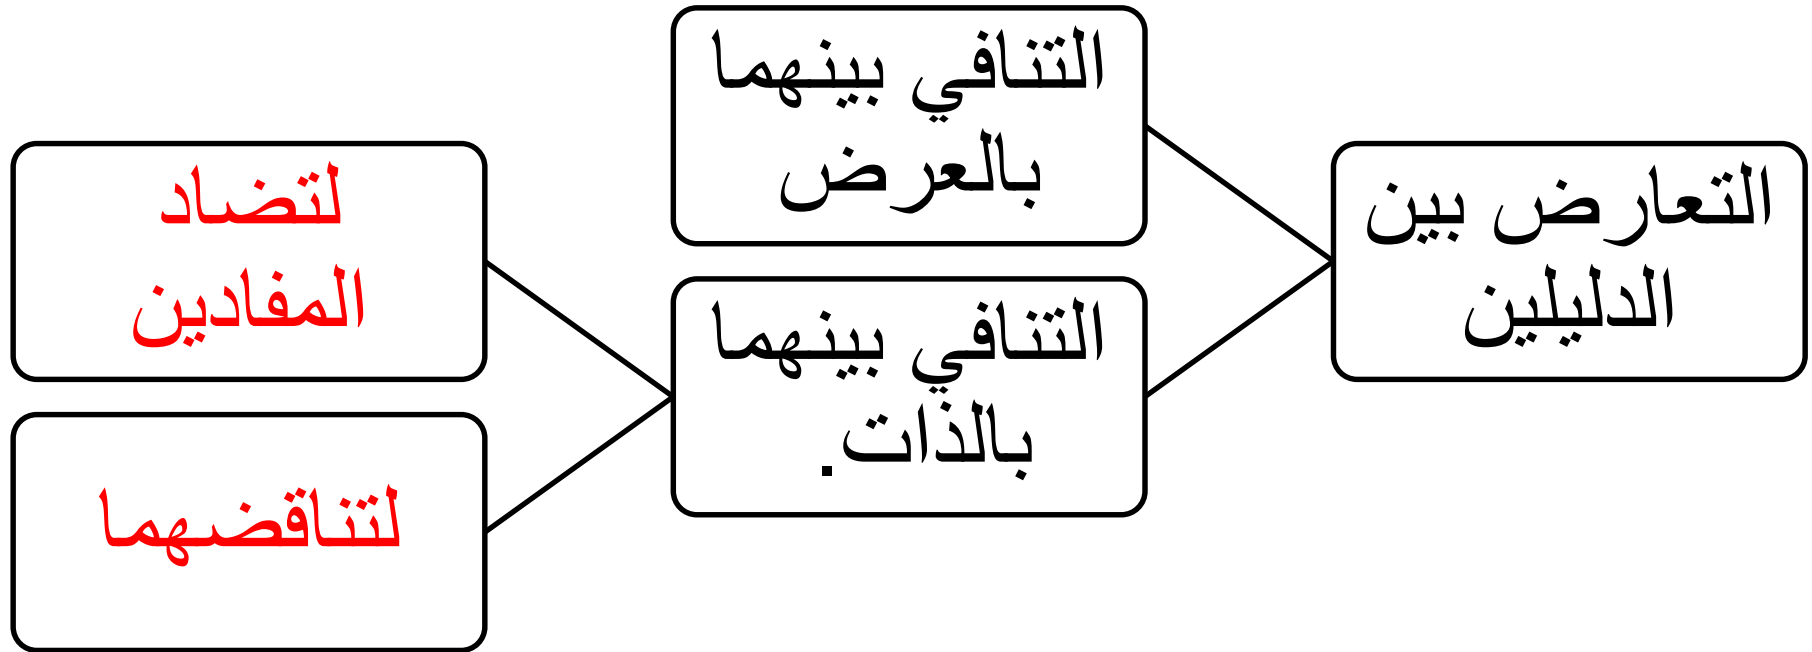 التعارض بين
الدليلين
التنافي بينهما
بالعرض
التنافي بينهما
بالذات.
لتضاد
المفادين
لتناقضهما